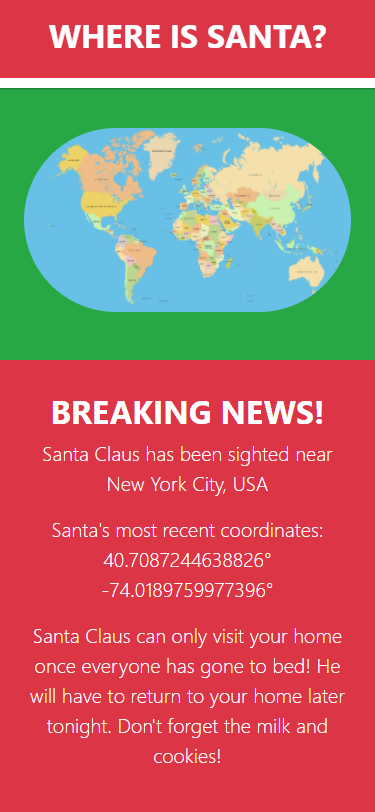 WHERE IS SANTA?
BREAKING NEWS!
Santa Claus has been sighted near
New York City, USA
Santa's most recent coordinates:
40.7087244638826°
-74.0189759977396°
Santa Claus can only visit your home
once everyone has gone to bed! He
will have to return to your home later
tonight. Don't forget the milk and
cookies!